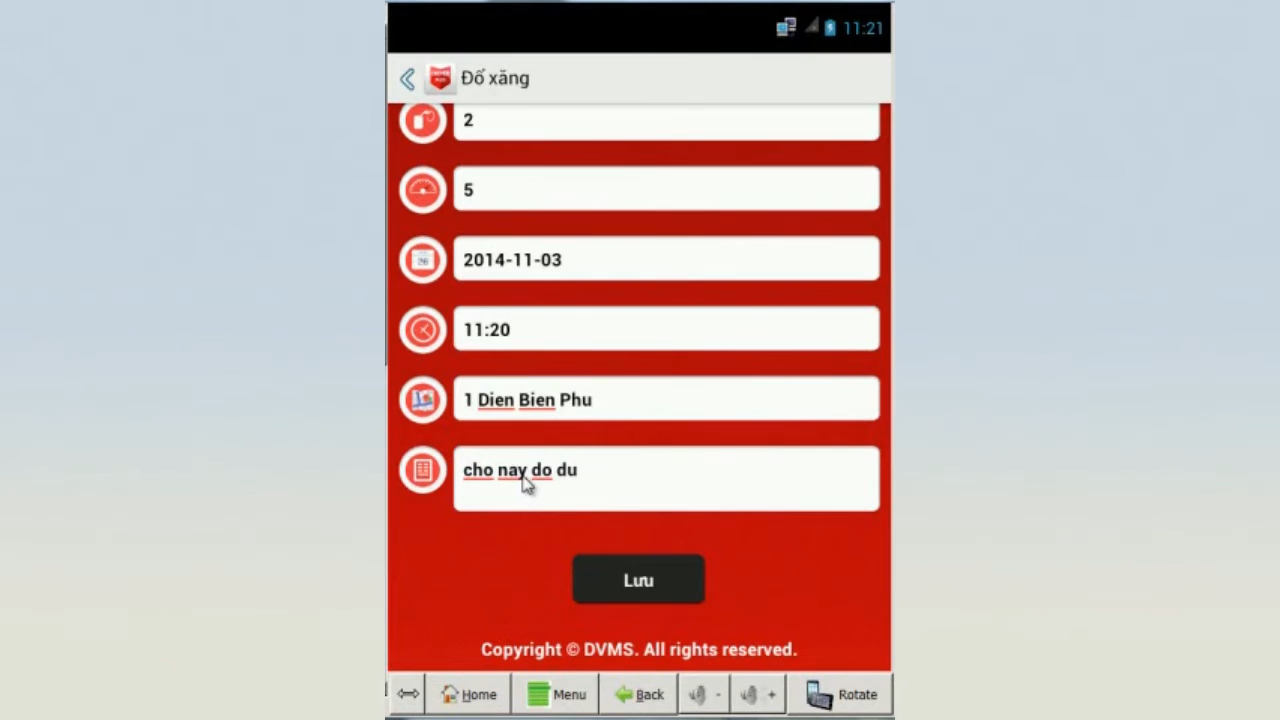 11:21
Đổ xăng
2
5
2014-11-03
11:20
1 Dien Bien Phu
cho nay do du
Lưu
Copyright © DVMS. All rights reserved.
Home Menu Back - + Rotate